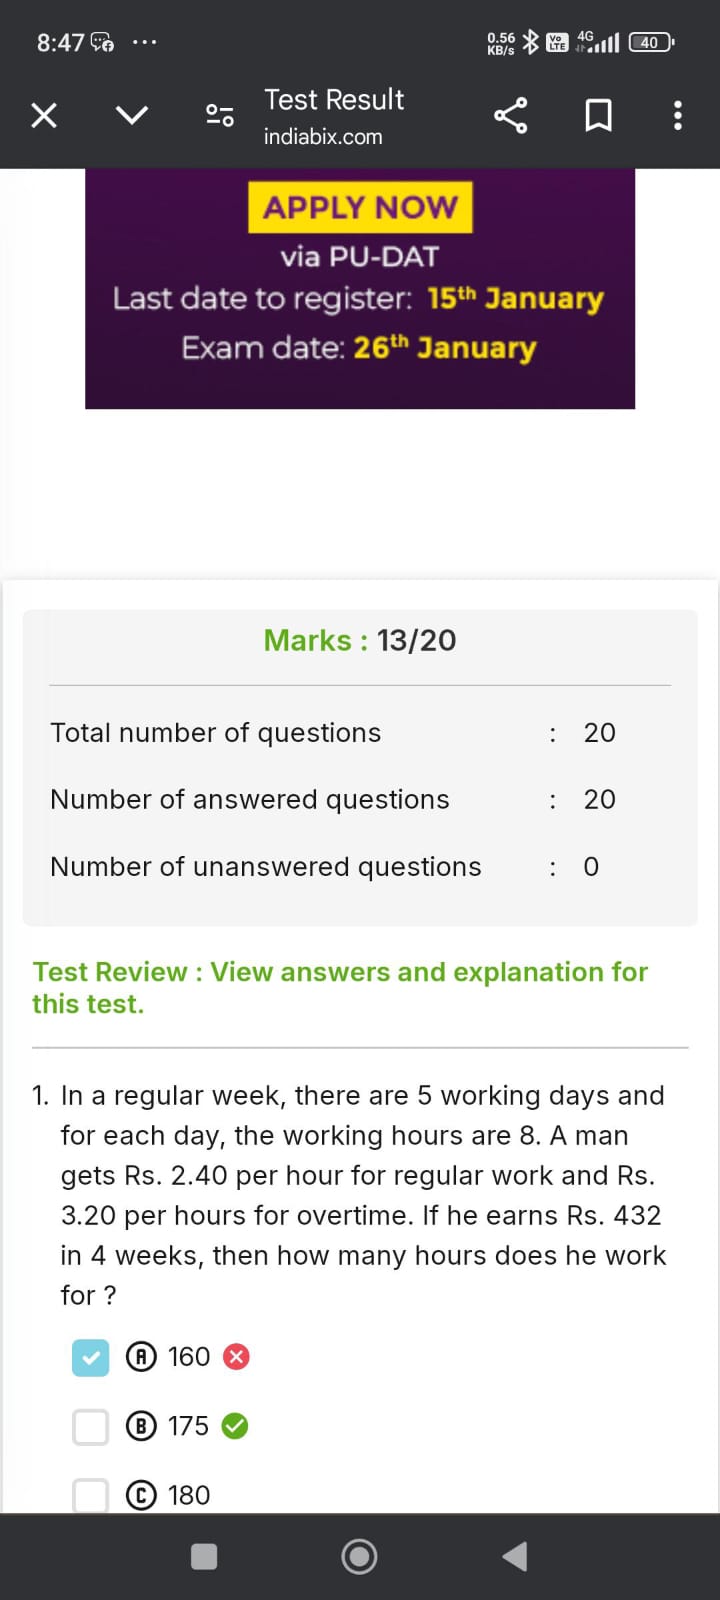 8:47
0.56 KB/s Vo LTE 4G 40
Test Result
indiabix.com
APPLY NOW
via PU-DAT
Last date to register: 15th January
Exam date: 26th January
Marks : 13/20
Total number of questions : 20
Number of answered questions : 20
Number of unanswered questions : 0
Test Review : View answers and explanation for
this test.
1. In a regular week, there are 5 working days and
for each day, the working hours are 8. A man
gets Rs. 2.40 per hour for regular work and Rs.
3.20 per hours for overtime. If he earns Rs. 432
in 4 weeks, then how many hours does he work
for ?
A 160
B 175
C 180